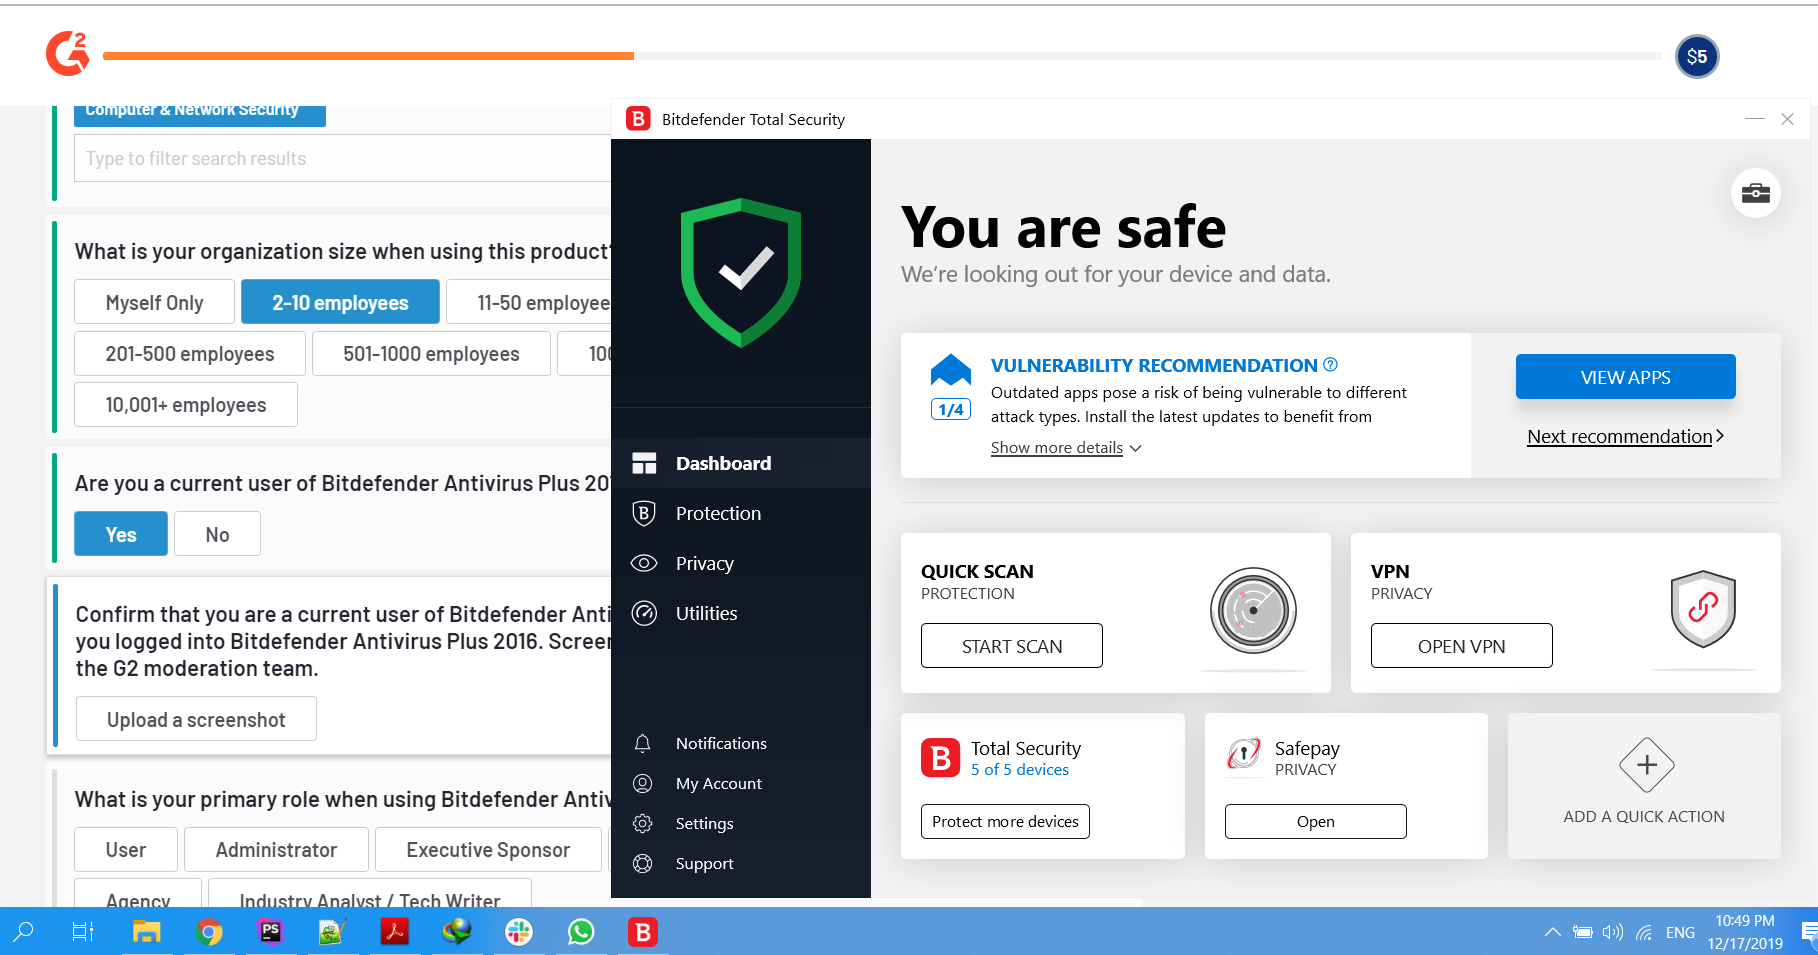 G2
$5
Computer & Network Security
Type to filter search results
What is your organization size when using this product?
Myself Only
2-10 employees
11-50 employee
201-500 employees
501-1000 employees
10,001+ employees
Are you a current user of Bitdefender Antivirus Plus 20
Yes
No
Confirm that you are a current user of Bitdefender Anti
you logged into Bitdefender Antivirus Plus 2016. Screen
the G2 moderation team.
Upload a screenshot
What is your primary role when using Bitdefender Antiv
User
Administrator
Executive Sponsor
Agency
Industry Analyst / Tech Writer
B
Bitdefender Total Security
Dashboard
B
Protection
Privacy
Utilities
Notifications
My Account
Settings
Support
You are safe
We're looking out for your device and data.
VULNERABILITY RECOMMENDATION ?
1/4
Outdated apps pose a risk of being vulnerable to different
attack types. Install the latest updates to benefit from
Show more details
VIEW APPS
Next recommendation
QUICK SCAN
PROTECTION
START SCAN
VPN
PRIVACY
OPEN VPN
B
Total Security
5 of 5 devices
Protect more devices
Safepay
PRIVACY
Open
ADD A QUICK ACTION
PS
B
ENG
10:49 PM
12/17/2019